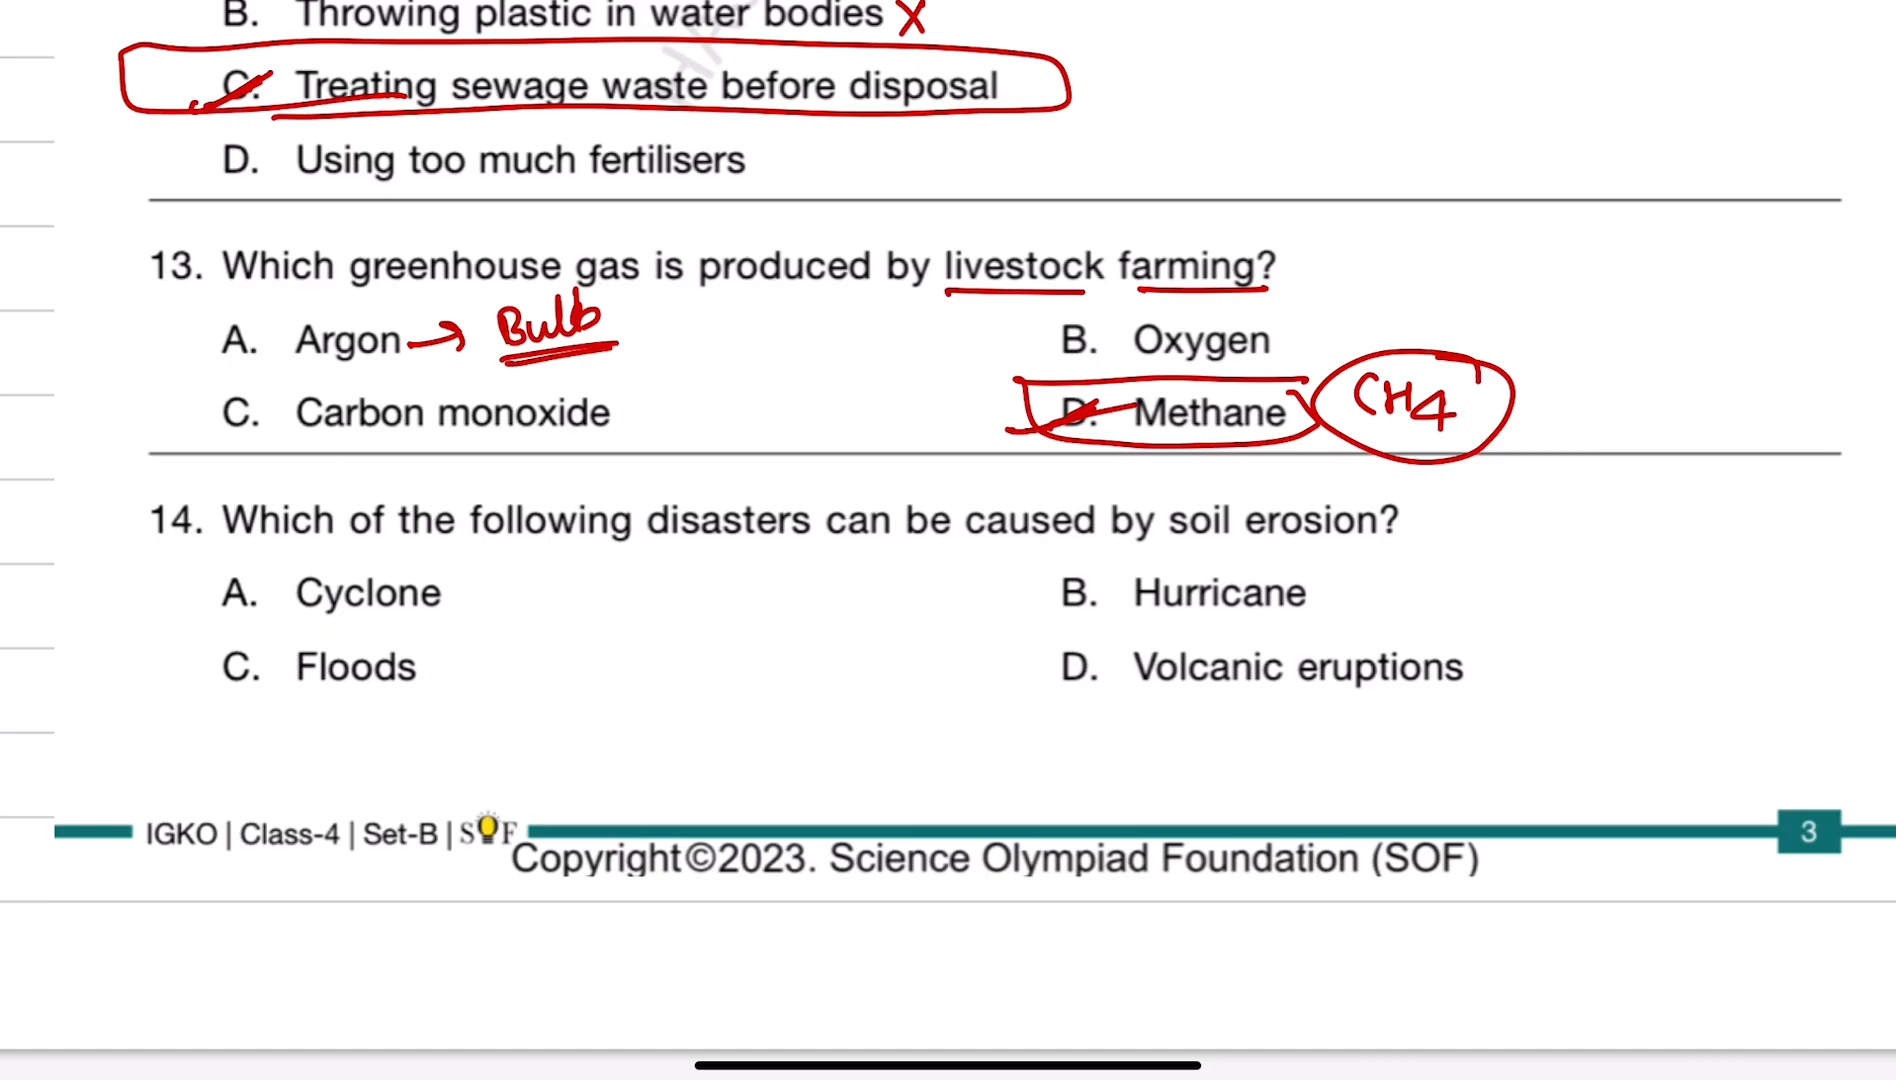 B. Throwing plastic in water bodies X
C. Treating sewage waste before disposal
D. Using too much fertilisers
13. Which greenhouse gas is produced by livestock farming?
A. Argon → Bulb
B. Oxygen
C. Carbon monoxide
D. Methane CH4
14. Which of the following disasters can be caused by soil erosion?
A. Cyclone
B. Hurricane
C. Floods
D. Volcanic eruptions
IGKO | Class-4 | Set-B | SOF
3
Copyright©2023. Science Olympiad Foundation (SOF)